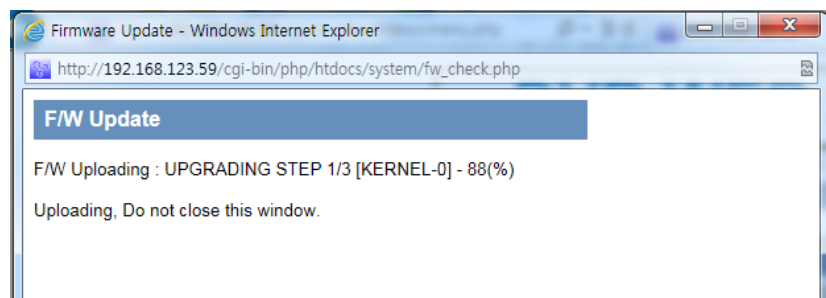 Firmware Update - Windows Internet Explorer
http://192.168.123.59/cgi-bin/php/htdocs/system/fw_check.php
F/W Update
F/W Uploading : UPGRADING STEP 1/3 [KERNEL-0] - 88(%)
Uploading, Do not close this window.